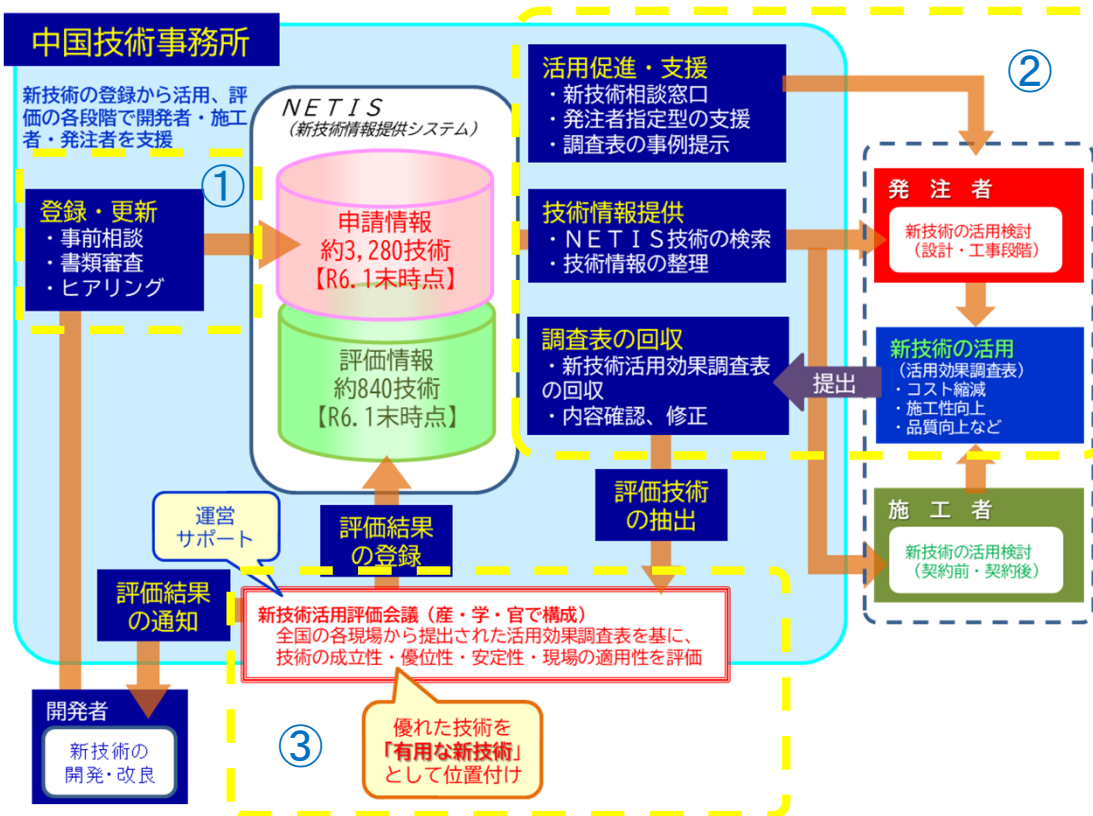 中国技術事務所
新技術の登録から活用、評
価の各段階で開発者・施工
者・発注者を支援
①
登録・更新
・事前相談
・書類審査
・ヒアリング
NETIS
(新技術情報提供システム)
申請情報
約3,280技術
【R6.1末時点】
評価情報
約840技術
【R6.1末時点】
活用促進・支援
・新技術相談窓口
・発注者指定型の支援
・調査表の事例提示
②
技術情報提供
・NETIS技術の検索
・技術情報の整理
調査表の回収
・新技術活用効果調査表
の回収
・内容確認、修正
提出
発注者
新技術の活用検討
(設計・工事段階)
新技術の活用
(活用効果調査表)
・コスト縮減
・施工性向上
・品質向上など
施工者
新技術の活用検討
(契約前・契約後)
評価技術
の抽出
運営
サポート
評価結果
の登録
評価結果
の通知
新技術活用評価会議(産・学・官で構成)
全国の各現場から提出された活用効果調査表を基に、
技術の成立性・優位性・安定性・現場の適用性を評価
③
優れた技術を
「有用な新技術」
として位置付け
開発者
新技術の
開発・改良